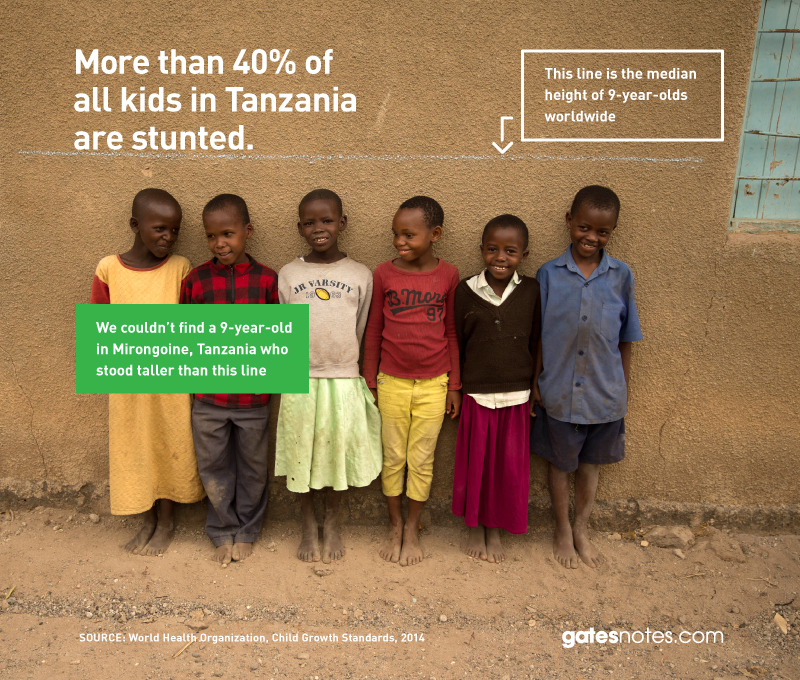 More than 40% of
all kids in Tanzania
are stunted.
This line is the median
height of 9-year-olds
worldwide
We couldn't find a 9-year-old
in Mirongoine, Tanzania who
stood taller than this line
JR VARSITY
B.More
97
SOURCE: World Health Organization, Child Growth Standards, 2014
gatesnotes.com